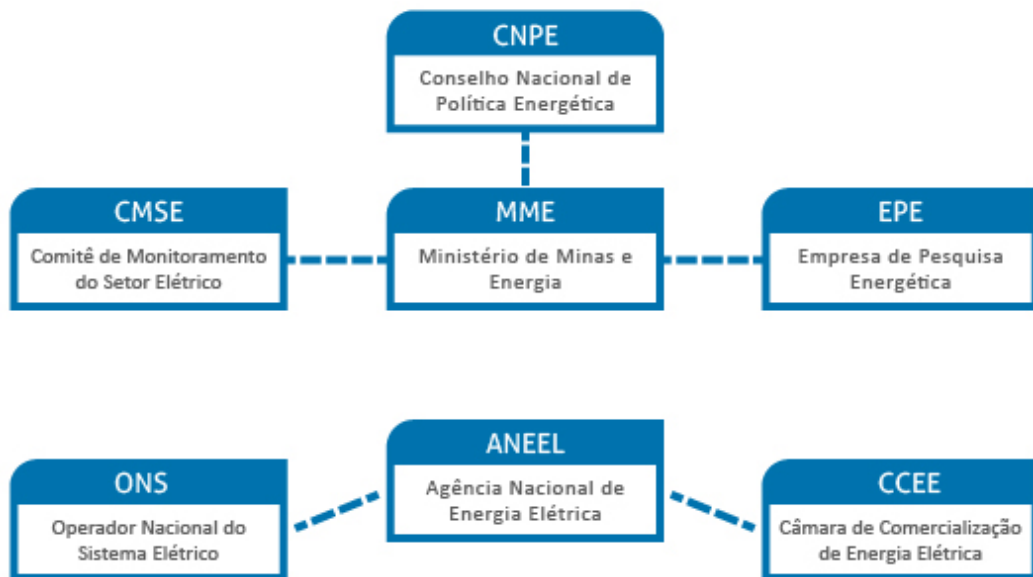 CNPE
Conselho Nacional de
Política Energética
CMSE
Comitê de Monitoramento
do Setor Elétrico
MME
Ministério de Minas e
Energia
EPE
Empresa de Pesquisa
Energética
ONS
Operador Nacional do
Sistema Elétrico
ANEEL
Agência Nacional de
Energia Elétrica
CCEE
Câmara de Comercialização
de Energia Elétrica